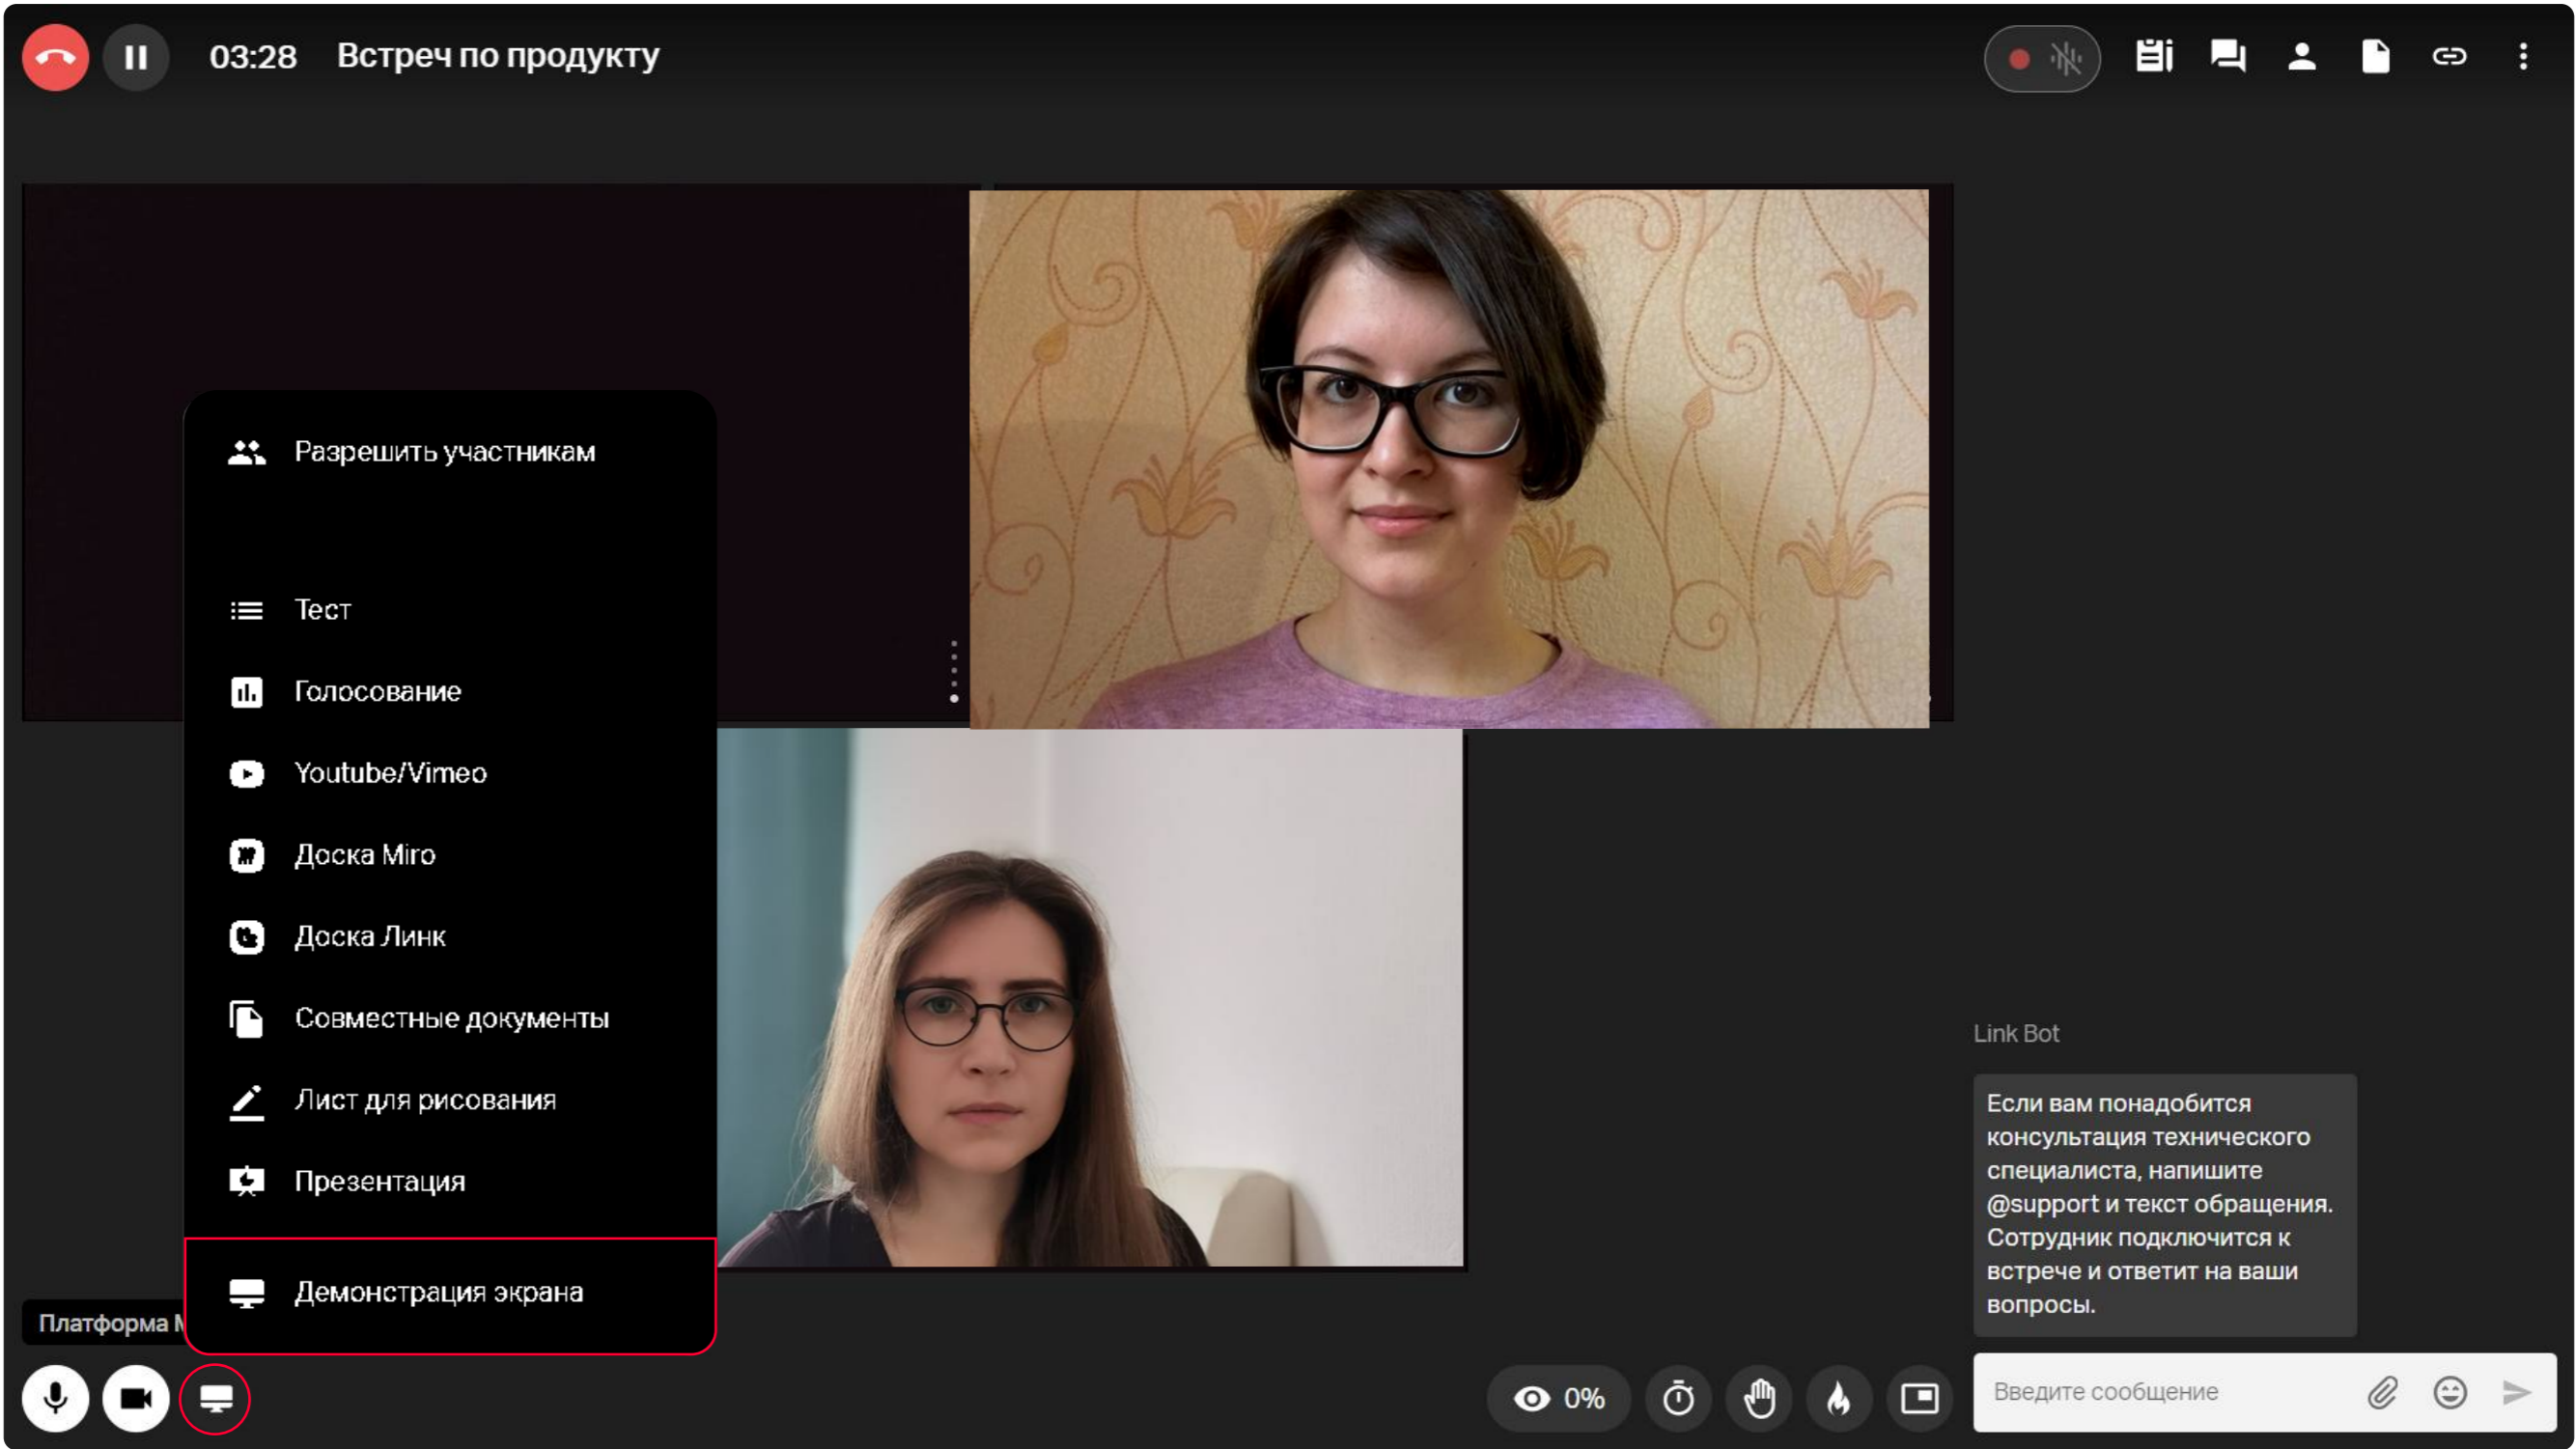 03:28 Встреч по продукту
Разрешить участникам
Тест
Голосование
Youtube/Vimeo
Доска Miro
Доска Линк
Совместные документы
Лист для рисования
Презентация
Демонстрация экрана
Платформа
Link Bot
Если вам понадобится
консультация технического
специалиста, напишите
@support и текст обращения.
Сотрудник подключится к
встрече и ответит на ваши
вопросы.
0%
Введите сообщение